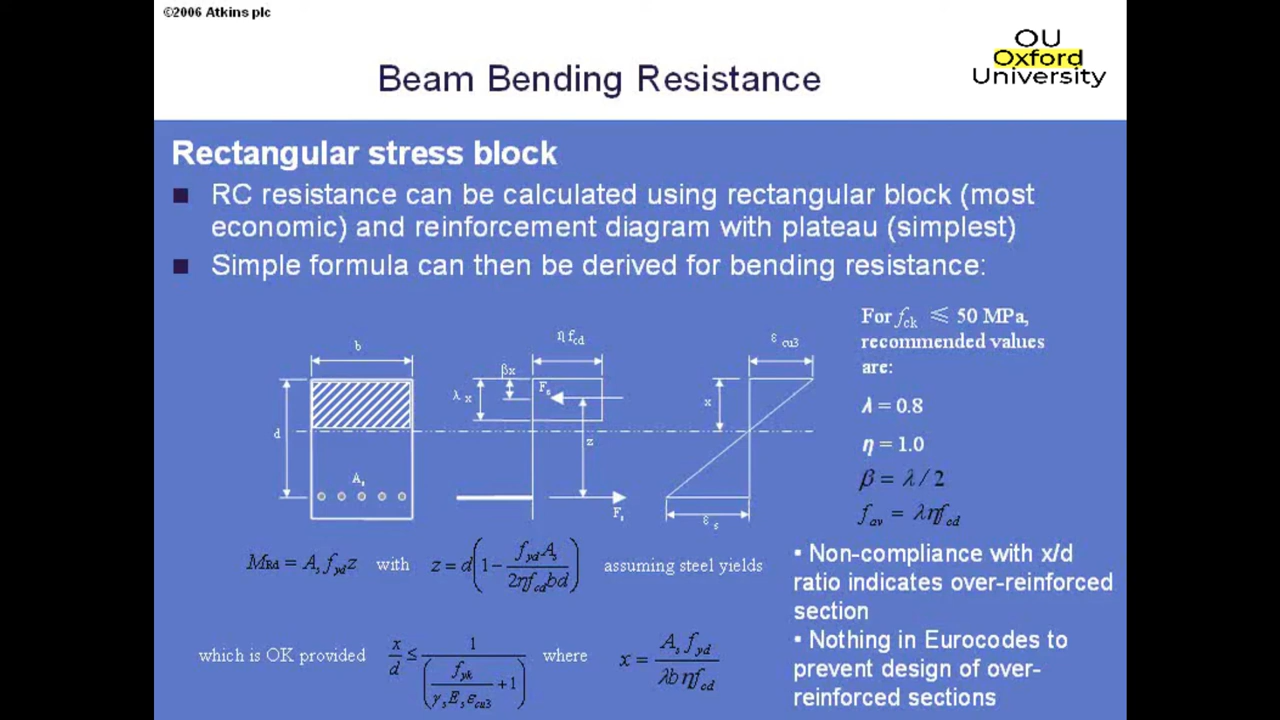 ©2006 Atkins plc
OU
Oxford
University
Beam Bending Resistance
Rectangular stress block
■ RC resistance can be calculated using rectangular block (most
economic) and reinforcement diagram with plateau (simplest)
■ Simple formula can then be derived for bending resistance:
b
d
A_s
η f_cd
βx
λ x
F_s
z
F_s
ε_cu3
x
ε_s
For f_ck ≤ 50 MPa,
recommended values
are:
λ = 0.8
η = 1.0
β = λ / 2
f_av = ληf_cd
M_Rd = A_s f_yd z with z = d(1 − f_yd A_s / 2ηf_cd bd) assuming steel yields
which is OK provided x/d ≤ 1 / (f_yk / γ_s E_s ε_cu3 + 1) where x = A_s f_yd / λb ηf_cd
• Non-compliance with x/d
ratio indicates over-reinforced
section
• Nothing in Eurocodes to
prevent design of over-
reinforced sections